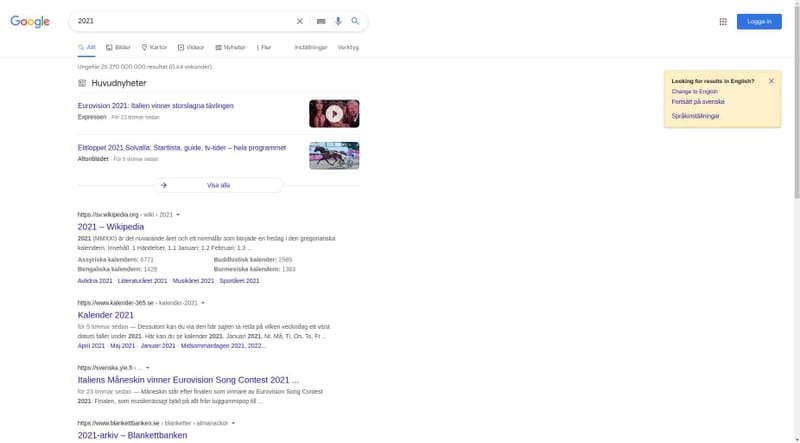 Google
2021
Logga in
Allt Bilder Kartor Videor Nyheter Fler Inställningar Verktyg
Ungefär 25 270 000 000 resultat (0,64 sekunder)
Looking for results in English?
Change to English
Fortsätt på svenska
Språkinställningar
Huvudnyheter
Eurovision 2021: Italien vinner storslagna tävlingen
Expressen · För 23 timmar sedan
Elitloppet 2021 Solvalla: Startlista, guide, tv-tider – hela programmet
Aftonbladet · För 5 timmar sedan
Visa alla
https://sv.wikipedia.org › wiki › 2021
2021 – Wikipedia
2021 (MMXXI) är det nuvarande året och ett normalår som började en fredag i den gregorianska
kalendern. Innehåll. 1 Händelser. 1.1 Januari; 1.2 Februari; 1.3 ...
Assyriska kalendern: 6771 Buddhistisk kalender: 2565
Bengaliska kalendern: 1428 Burmesiska kalendern: 1383
Avlidna 2021 · Litteraturåret 2021 · Musikåret 2021 · Sportåret 2021
https://www.kalender-365.se › kalender-2021
Kalender 2021
för 5 timmar sedan — Dessutom kan du via den här sajten ta reda på vilken veckodag ett visst
datum faller under 2021. Här kan du se kalender 2021. Januari 2021. Nr, Må, Ti, On, To, Fr ...
April 2021 · Maj 2021 · Januari 2021 · Midsommardagen 2021, 2022...
https://svenska.yle.fi › ...
Italiens Måneskin vinner Eurovision Song Contest 2021 ...
för 23 timmar sedan — Måneskin står efter finalen som vinnare av Eurovision Song Contest
2021. Finalen, som musikmässigt bjöd på allt från tuggummipop till ...
https://www.blankettbanken.se › blanketter › almanackor
2021-arkiv – Blankettbanken